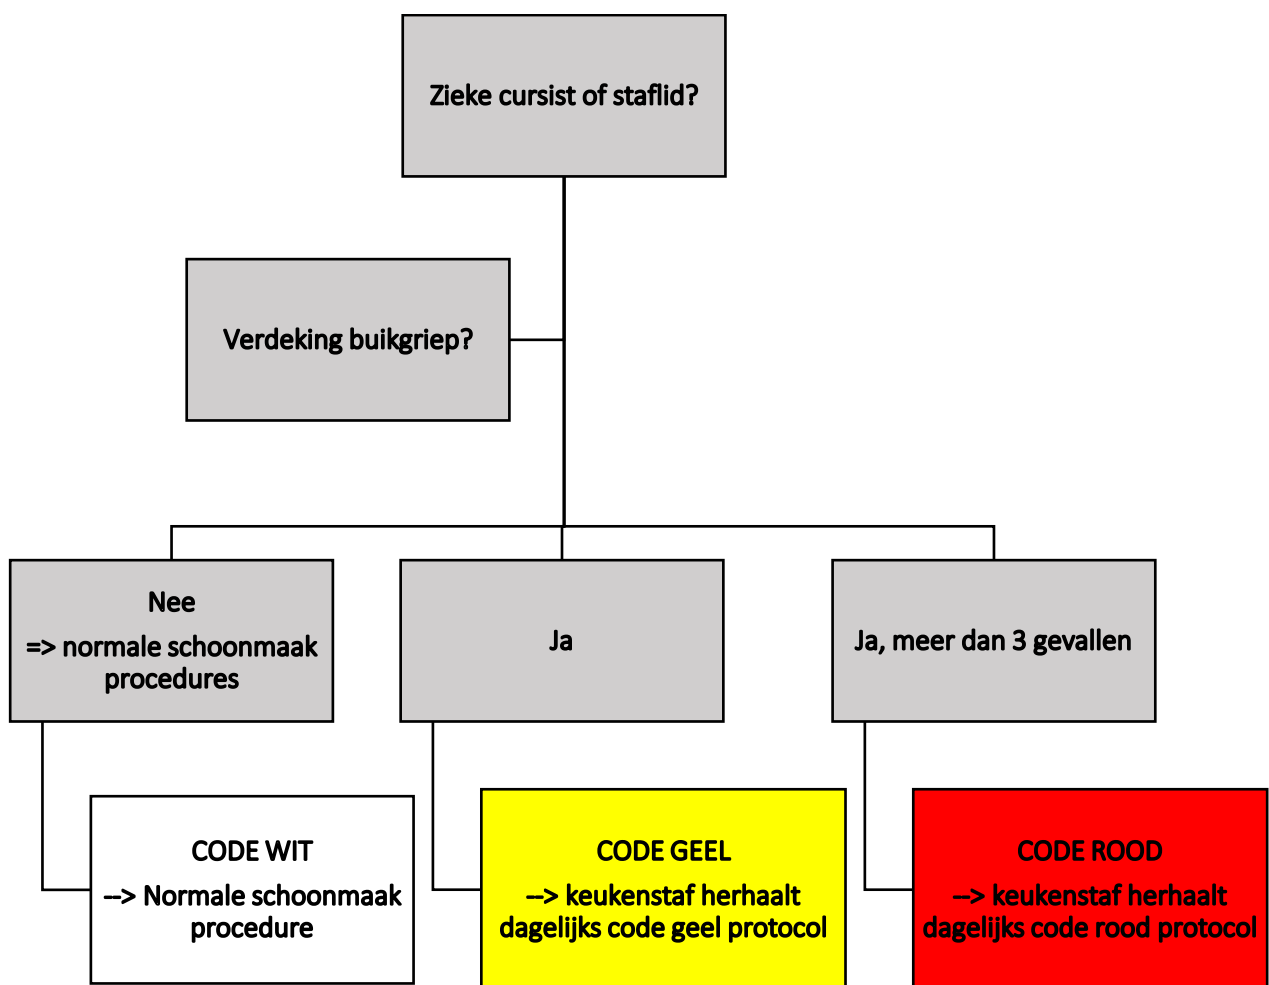 Zieke cursist of staflid?
Verdeking buikgriep?
Nee
=> normale schoonmaak
procedures
Ja
Ja, meer dan 3 gevallen
CODE WIT
--> Normale schoonmaak
procedure
CODE GEEL
--> keukenstaf herhaalt
dagelijks code geel protocol
CODE ROOD
--> keukenstaf herhaalt
dagelijks code rood protocol